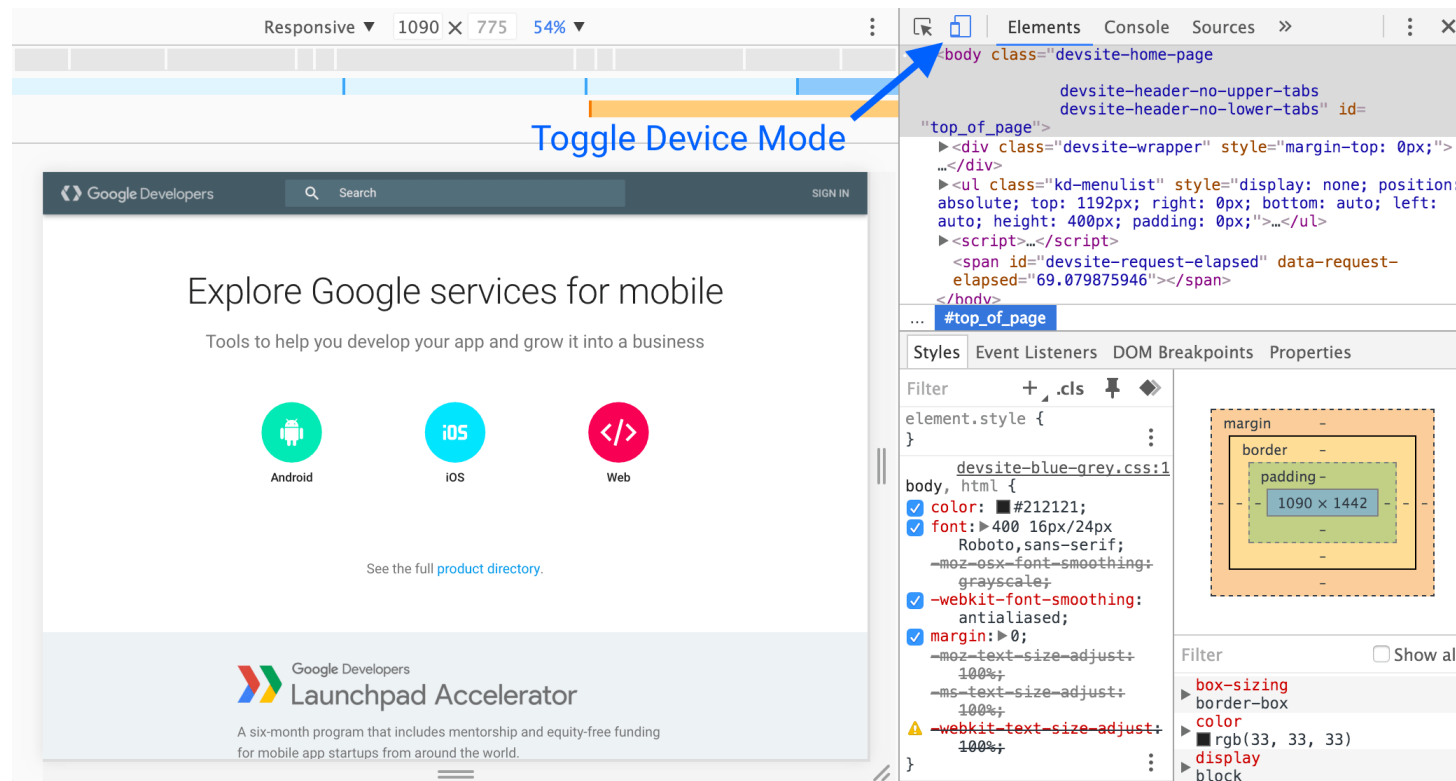 Responsive ▼ 1090 × 775 54% ▼
Toggle Device Mode
Google Developers Search SIGN IN
Explore Google services for mobile
Tools to help you develop your app and grow it into a business
iOS </>
Android iOS Web
See the full product directory.
Google Developers
Launchpad Accelerator
A six-month program that includes mentorship and equity-free funding
for mobile app startups from around the world.
Elements Console Sources »
<body class="devsite-home-page
devsite-header-no-upper-tabs
devsite-header-no-lower-tabs" id=
"top_of_page">
▶<div class="devsite-wrapper" style="margin-top: 0px;">
…</div>
▶<ul class="kd-menulist" style="display: none; position:
absolute; top: 1192px; right: 0px; bottom: auto; left:
auto; height: 400px; padding: 0px;">…</ul>
▶<script>…</script>
<span id="devsite-request-elapsed" data-request-
elapsed="69.079875946"></span>
</body>
... #top_of_page
Styles Event Listeners DOM Breakpoints Properties
Filter + .cls
element.style {
}
devsite-blue-grey.css:1
body, html {
color: #212121;
font:▶400 16px/24px
Roboto,sans-serif;
-moz-osx-font-smoothing:
grayscale;
-webkit-font-smoothing:
antialiased;
margin:▶0;
-moz-text-size-adjust:
100%;
-ms-text-size-adjust:
100%;
-webkit-text-size-adjust:
100%;
}
margin –
border –
padding –
- - - 1090 × 1442 - - -
–
–
–
Filter Show al
▶ box-sizing
border-box
▶ color
rgb(33, 33, 33)
▶ display
block